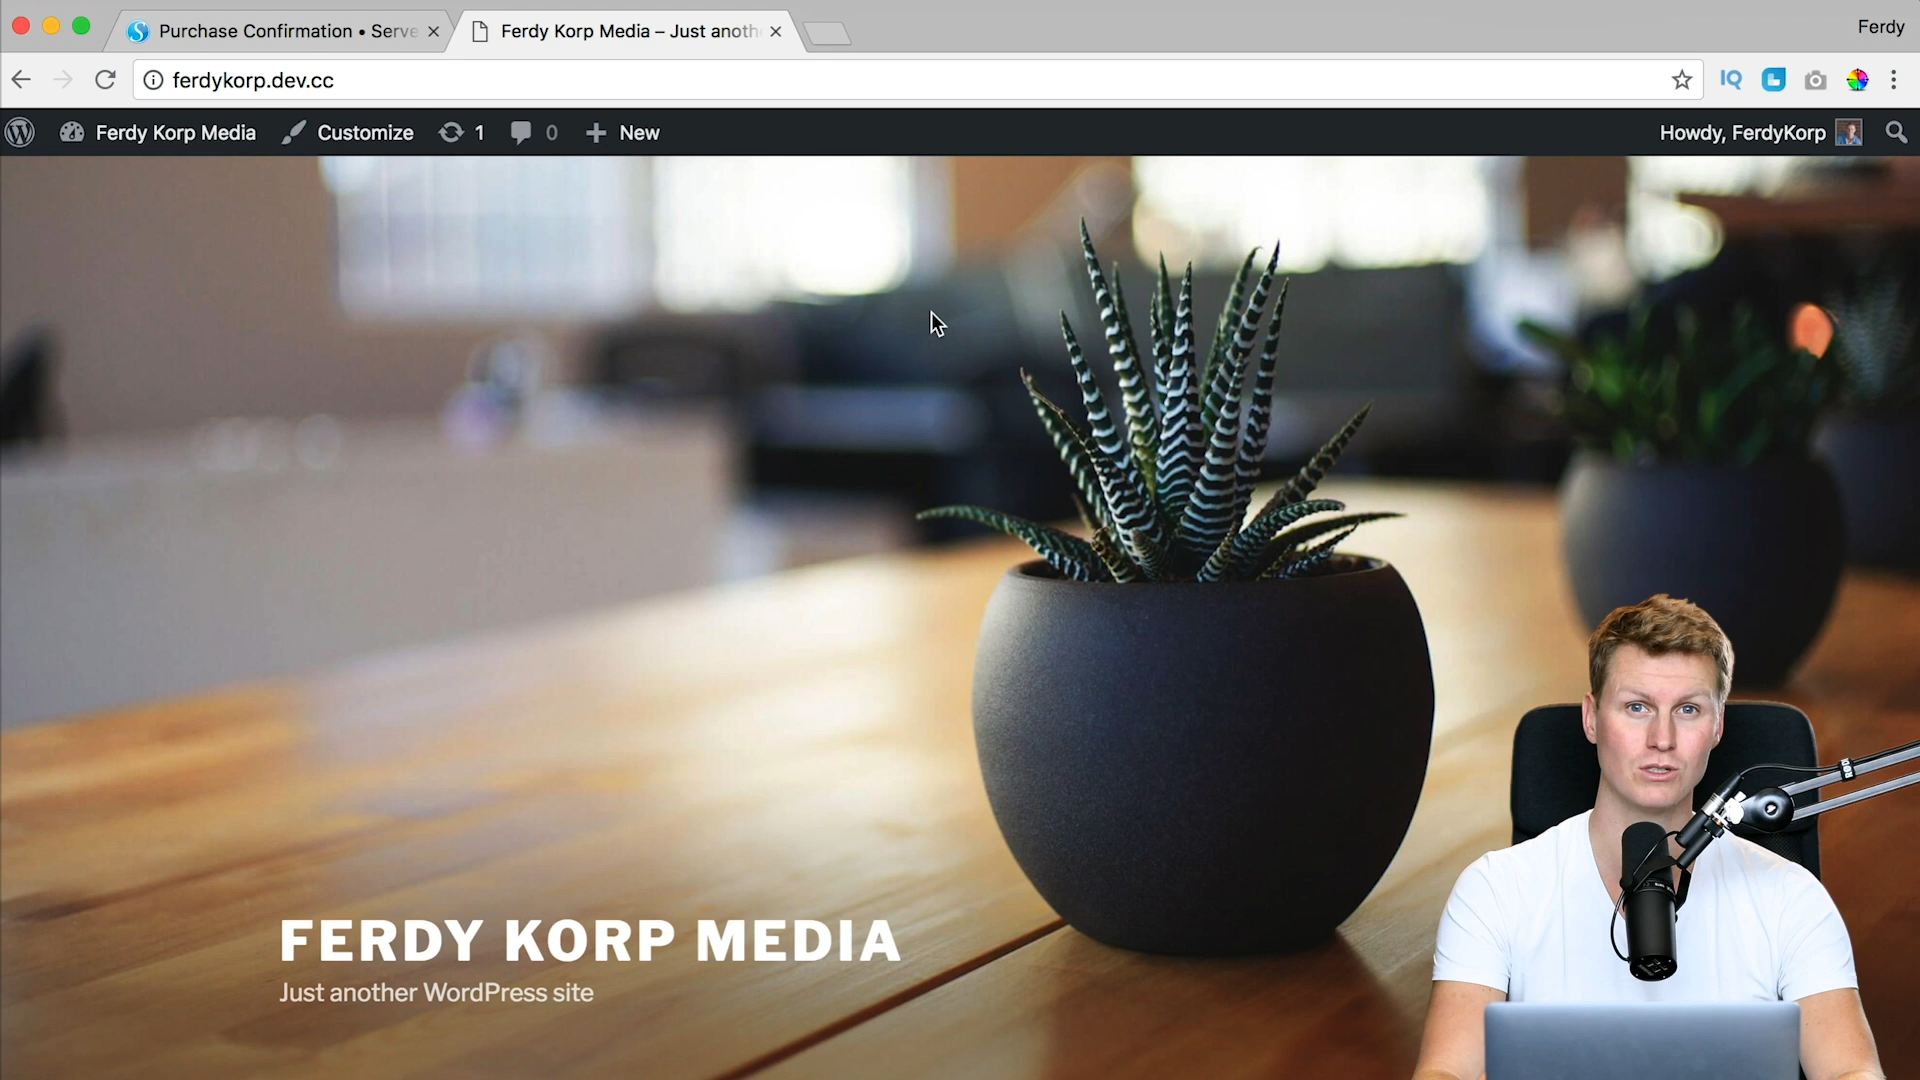 Purchase Confirmation • Serve
Ferdy Korp Media – Just anoth
Ferdy
ferdykorp.dev.cc
IQ
Ferdy Korp Media
Customize
1
0
New
Howdy, FerdyKorp
FERDY KORP MEDIA
Just another WordPress site